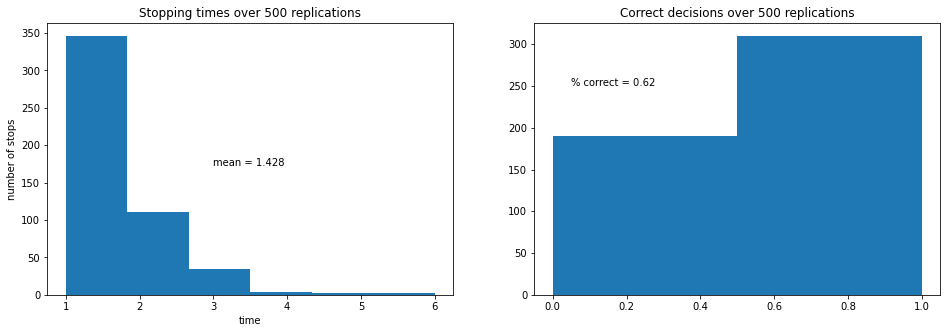 Stopping times over 500 replications
350
300
250
200
150
100
50
0
number of stops
mean = 1.428
1 2 3 4 5 6
time
Correct decisions over 500 replications
300
250
200
150
100
50
0
% correct = 0.62
0.0 0.2 0.4 0.6 0.8 1.0